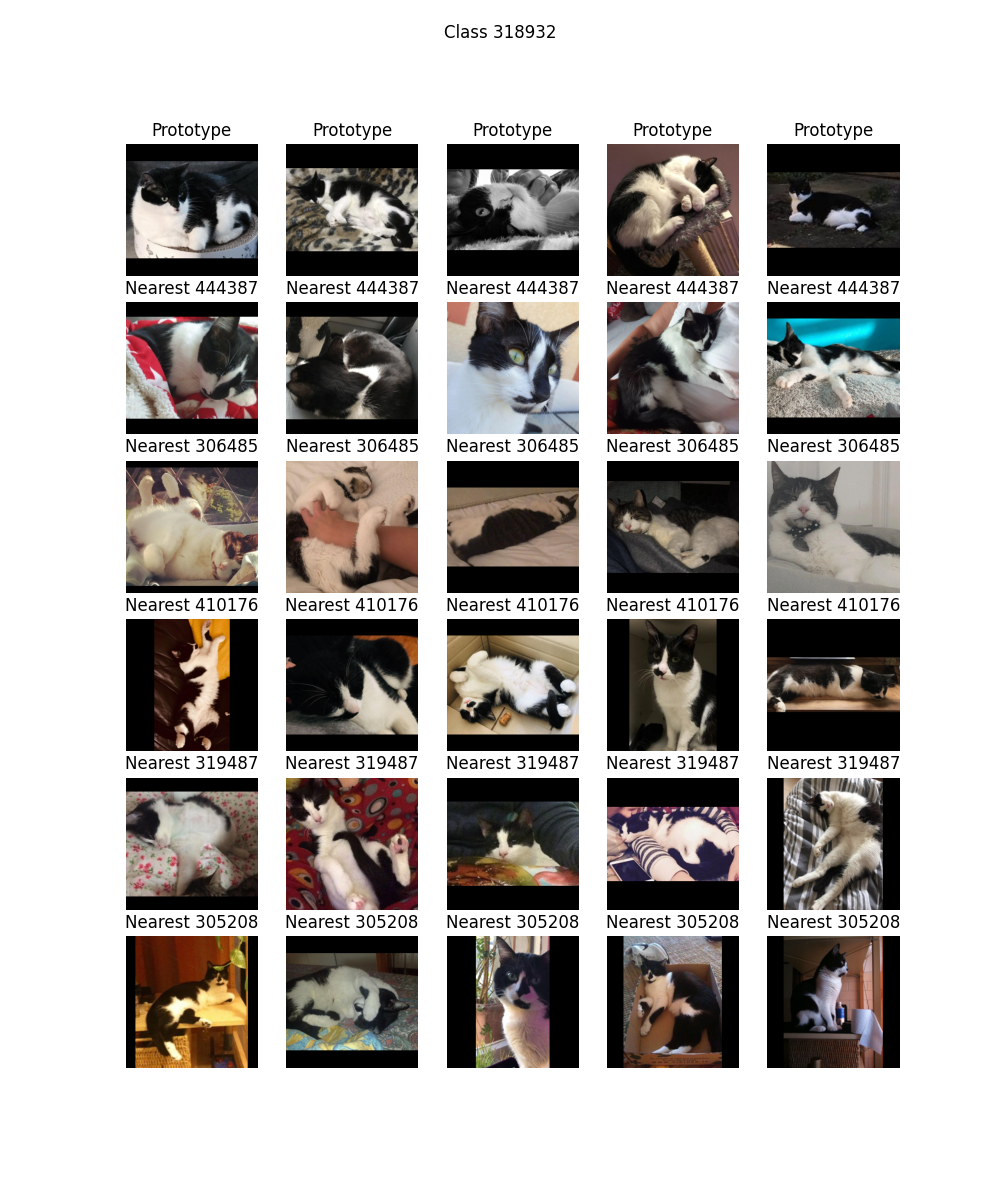 Class 318932
Prototype Prototype Prototype Prototype Prototype
Nearest 444387 Nearest 444387 Nearest 444387 Nearest 444387 Nearest 444387
Nearest 306485 Nearest 306485 Nearest 306485 Nearest 306485 Nearest 306485
Nearest 410176 Nearest 410176 Nearest 410176 Nearest 410176 Nearest 410176
Nearest 319487 Nearest 319487 Nearest 319487 Nearest 319487 Nearest 319487
Nearest 305208 Nearest 305208 Nearest 305208 Nearest 305208 Nearest 305208